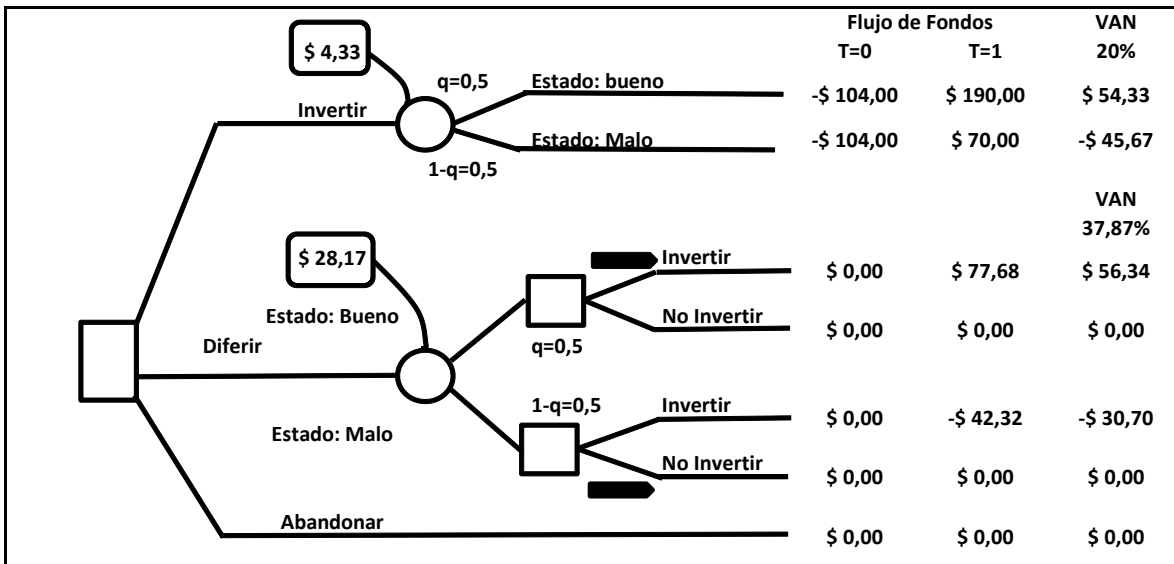 Flujo de Fondos VAN
$ 4,33 T=0 T=1 20%
q=0,5 Estado: bueno -$ 104,00 $ 190,00 $ 54,33
Invertir
Estado: Malo -$ 104,00 $ 70,00 -$ 45,67
1-q=0,5
VAN
37,87%
$ 28,17 Invertir $ 0,00 $ 77,68 $ 56,34
Estado: Bueno No Invertir $ 0,00 $ 0,00 $ 0,00
Diferir q=0,5
1-q=0,5 Invertir $ 0,00 -$ 42,32 -$ 30,70
Estado: Malo
No Invertir $ 0,00 $ 0,00 $ 0,00
Abandonar $ 0,00 $ 0,00 $ 0,00